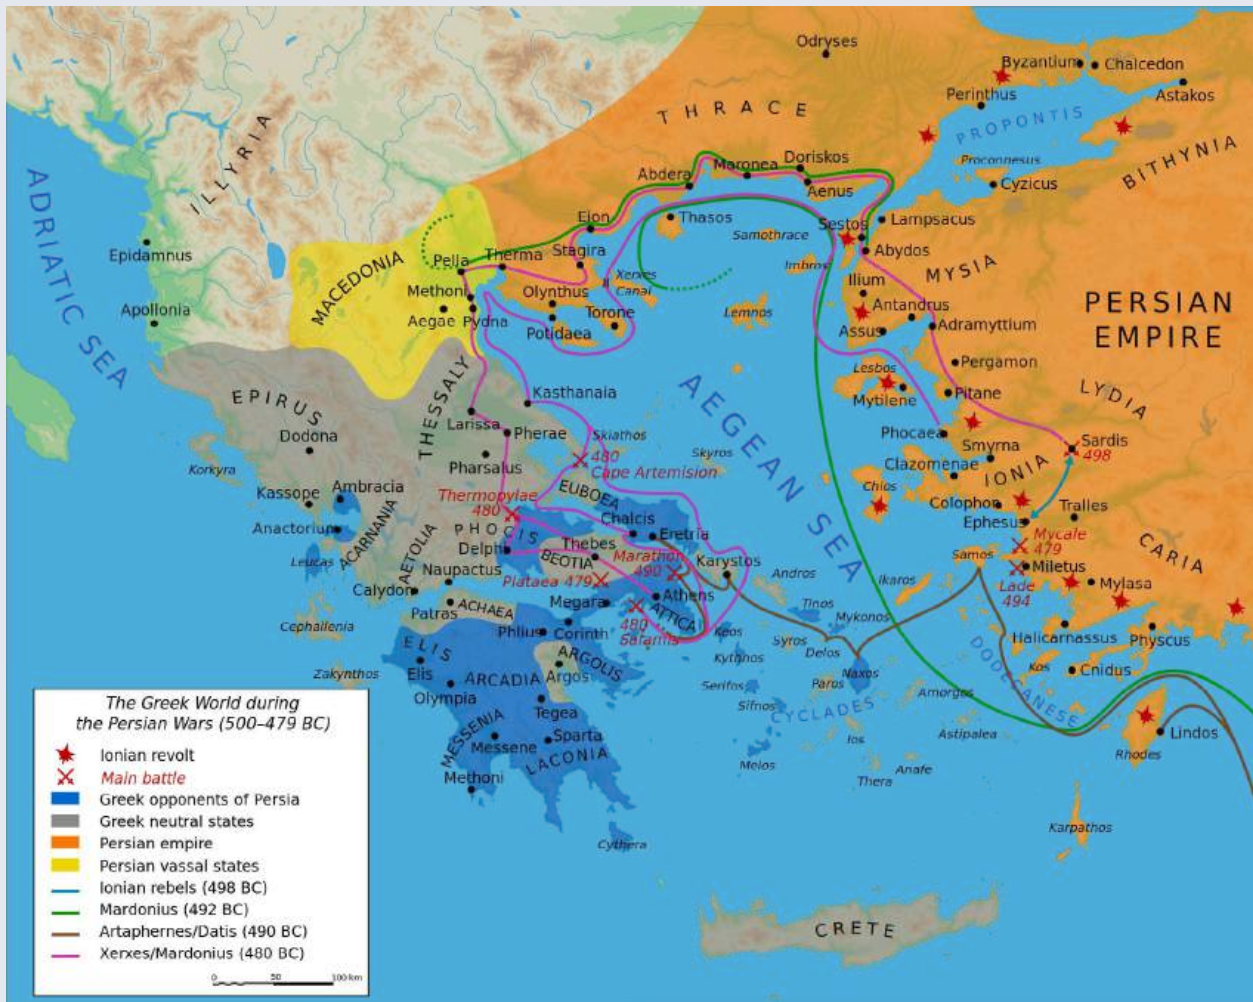 Odryses
Byzantium
Chalcedon
Perinthus
Astakos
THRACE
PROPONTIS
BITHYNIA
ILLYRIA
ADRIATIC SEA
Proconnesus
Cyzicus
Doriskos
Maronea
Abdera
Aenus
Eion
Thasos
Samothrace
Sestos
Lampsacus
Abydos
Epidamnus
Apollonia
MACEDONIA
Pella
Therma
Stagira
Xerxes
Canal
Imbros
MYSIA
Ilium
Antandrus
Methoni
Olynthus
Aegae
Pydna
Potidaea
Torone
Lemnos
Assus
Adramyttium
PERSIAN
EMPIRE
Pergamon
Lesbos
Mytilene
Pitane
LYDIA
AEGEAN SEA
EPIRUS
THESSALY
Kasthanaia
Dodona
Larissa
Pherae
Skiathos
Phocaea
Smyrna
Sardis
498
Korkyra
Pharsalus
480
Cape Artemision
Skyros
Clazomenae
IONIA
Kassope
Ambracia
Thermopylae
480
EUBOEA
Chios
Colophon
Tralles
Anactorium
ACARNANIA
PHOCIS
Chalcis
Eretria
Ephesus
Mycale
479
CARIA
Leucas
AETOLIA
Delphi
Thebes
BEOTIA
Marathon
490
Karystos
Samos
Miletus
Naupactus
Calydon
Plataea 479
Andros
Ikaros
Lade
494
Mylasa
Patras
ACHAEA
Megara
Athens
ATTICA
Tinos
Mykonos
Cephallenia
Phlius
Corinth
480
Salamis
Keos
Syros
Delos
Halicarnassus
Physcus
ELIS
Elis
ARGOLIS
Argos
Kythnos
Naxos
Paros
Kos
Cnidus
DODECANESE
Zakynthos
ARCADIA
Olympia
Serifos
Sifnos
CYCLADES
Amorgos
Tegea
MESSENIA
Messene
Sparta
LACONIA
Ios
Astipalea
Lindos
Rhodes
Methoni
Melos
Thera
Anafe
Cythera
Karpathos
CRETE
The Greek World during
the Persian Wars (500–479 BC)
Ionian revolt
Main battle
Greek opponents of Persia
Greek neutral states
Persian empire
Persian vassal states
Ionian rebels (498 BC)
Mardonius (492 BC)
Artaphernes/Datis (490 BC)
Xerxes/Mardonius (480 BC)
0 50 100 km